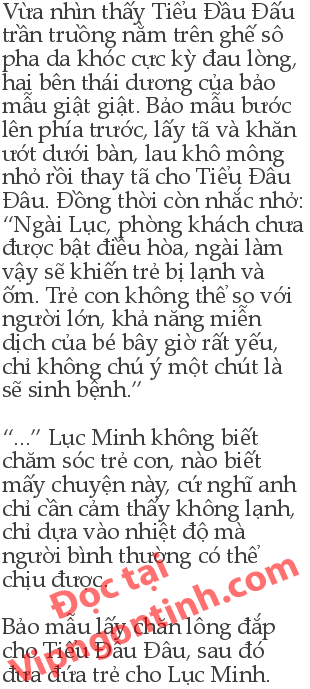 Vừa nhìn thấy Tiểu Đầu Đấu
trần truồng nằm trên ghế sô
pha da khóc cực kỳ đau lòng,
hai bên thái dương của bảo
mẫu giật giật. Bảo mẫu bước
lên phía trước, lấy tã và khăn
ướt dưới bàn, lau khô mông
nhỏ rồi thay tã cho Tiểu Đâu
Đâu. Đồng thời còn nhắc nhở:
“Ngài Lục, phòng khách chưa
được bật điều hòa, ngài làm
vậy sẽ khiến trẻ bị lạnh và
ốm. Trẻ con không thể so với
người lớn, khả năng miễn
dịch của bé bây giờ rất yếu,
chỉ không chú ý một chút là
sẽ sinh bệnh.”
“...” Lục Minh không biết
chăm sóc trẻ con, nào biết
mấy chuyện này, cứ nghĩ anh
chỉ cần cảm thấy không lạnh,
chỉ dựa vào nhiệt độ mà
người bình thường có thể
chịu được.
Đọc tại
Vipngontinh.com
Bảo mẫu lấy chăn lông đắp
cho Tiểu Đâu Đâu, sau đó
đưa đứa trẻ cho Lục Minh.